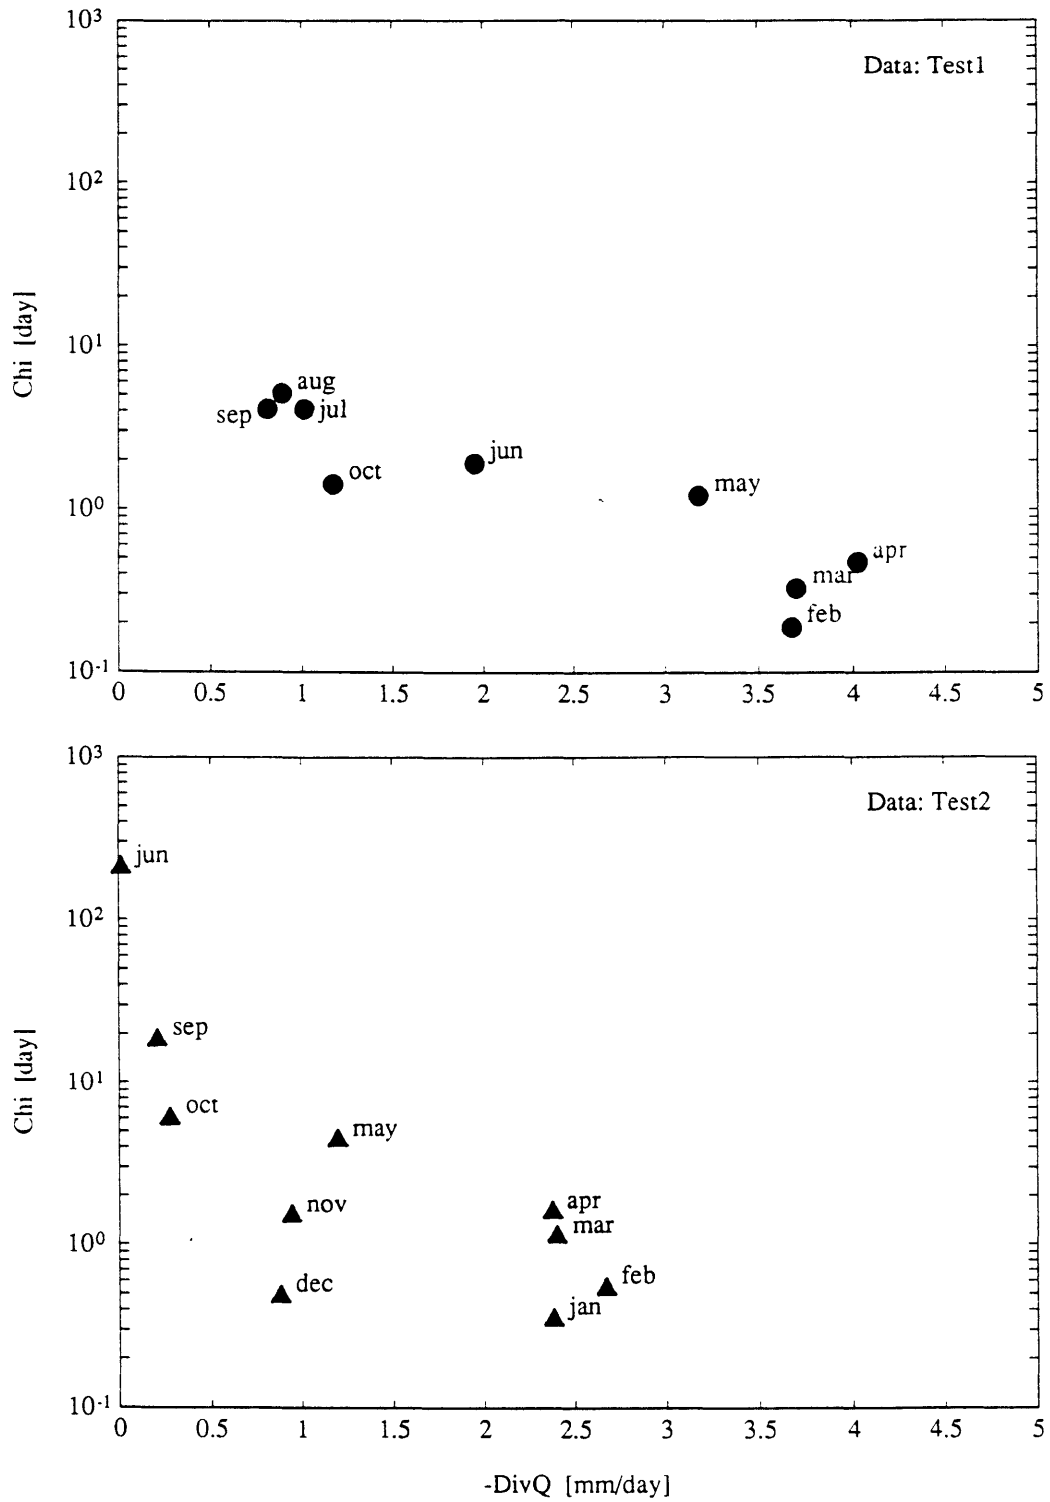 10³
Data: Test1
10²
Chi [day]
10¹
aug
sep
jul
jun
oct
may
10⁰
apr
mar
feb
10⁻¹
0 0.5 1 1.5 2 2.5 3 3.5 4 4.5 5
10³
Data: Test2
jun
10²
sep
Chi [day]
10¹
oct
may
nov
apr
mar
10⁰
dec
feb
jan
10⁻¹
0 0.5 1 1.5 2 2.5 3 3.5 4 4.5 5
-DivQ [mm/day]